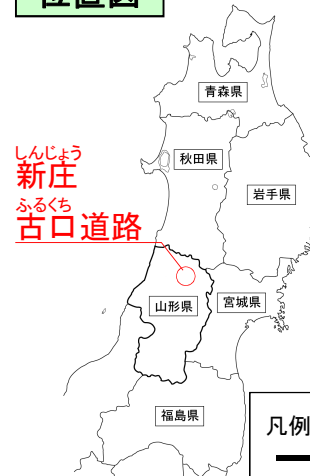 位置図
青森県
秋田県
岩手県
しんじょう
新庄
ふるくち
古口道路
山形県
宮城県
福島県
凡例